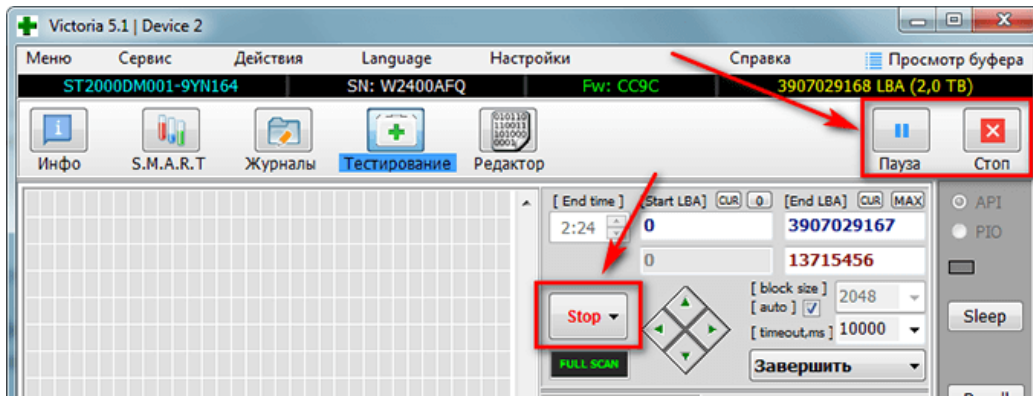 Victoria 5.1 | Device 2
Меню Сервис Действия Language Настройки Справка Просмотр буфера
ST2000DM001-9YN164 SN: W2400AFQ Fw: CC9C 3907029168 LBA (2,0 TB)
Инфо S.M.A.R.T Журналы Тестирование Редактор Пауза Стоп
[ End time ] [Start LBA] CUR 0 [End LBA] CUR MAX API
2:24 0 3907029167 PIO
0 13715456
[ block size ]
Stop [ auto ] 2048 Sleep
[ timeout,ms ] 10000
FULL SCAN Завершить